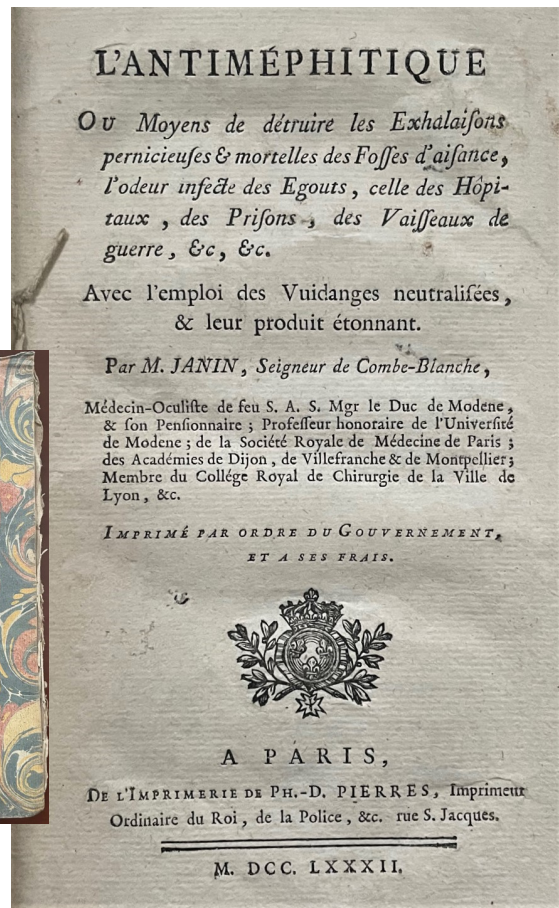 L'ANTIMÉPHITIQUE
OU Moyens de détruire les Exhalaiſons
pernicieuſes & mortelles des Foſſes d'aiſance,
l'odeur infecte des Egouts, celle des Hôpi-
taux, des Priſons, des Vaiſſeaux de
guerre, &c, &c.
Avec l'emploi des Vuidanges neutraliſées,
& leur produit étonnant.
Par M. JANIN, Seigneur de Combe-Blanche,
Médecin-Oculiſte de feu S. A. S. Mgr le Duc de Modene,
& ſon Penſionnaire; Profeſſeur honoraire de l'Univerſité
de Modene; de la Société Royale de Médecine de Paris;
des Académies de Dijon, de Villefranche & de Montpellier;
Membre du Collége Royal de Chirurgie de la Ville de
Lyon, &c.
IMPRIMÉ PAR ORDRE DU GOUVERNEMENT,
ET A SES FRAIS.
A PARIS,
DE L'IMPRIMERIE DE PH.-D. PIERRES, Imprimeur
Ordinaire du Roi, de la Police, &c. rue S. Jacques.
M. DCC. LXXXII.